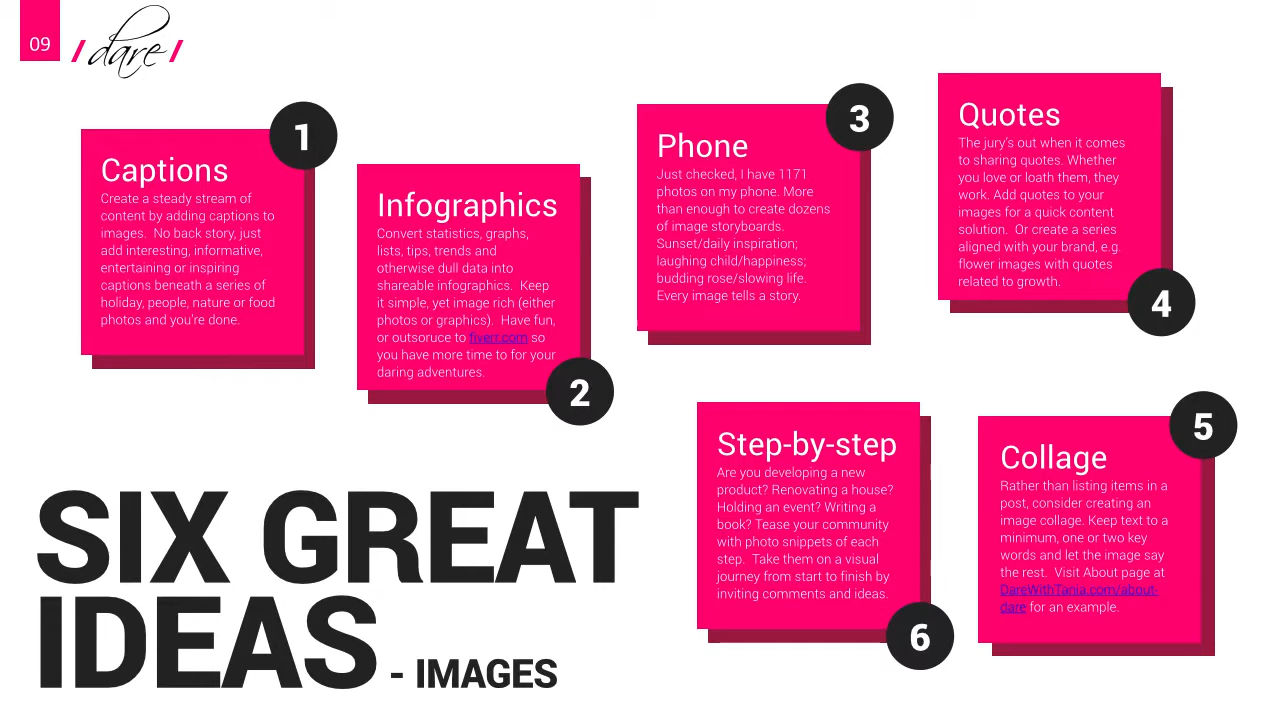 09
/dare/
1
Captions
Create a steady stream of
content by adding captions to
images.  No back story, just
add interesting, informative,
entertaining or inspiring
captions beneath a series of
holiday, people, nature or food
photos and you're done.
Infographics
Convert statistics, graphs,
lists, tips, trends and
otherwise dull data into
shareable infographics.  Keep
it simple, yet image rich (either
photos or graphics).  Have fun,
or outsoruce to fiverr.com so
you have more time to for your
daring adventures.
2
3
Phone
Just checked, I have 1171
photos on my phone. More
than enough to create dozens
of image storyboards.
Sunset/daily inspiration;
laughing child/happiness;
budding rose/slowing life.
Every image tells a story.
Quotes
The jury's out when it comes
to sharing quotes. Whether
you love or loath them, they
work. Add quotes to your
images for a quick content
solution.  Or create a series
aligned with your brand, e.g.
flower images with quotes
related to growth.
4
5
Collage
Rather than listing items in a
post, consider creating an
image collage. Keep text to a
minimum, one or two key
words and let the image say
the rest.  Visit About page at
DareWithTania.com/about-
dare for an example.
Step-by-step
Are you developing a new
product? Renovating a house?
Holding an event? Writing a
book? Tease your community
with photo snippets of each
step.  Take them on a visual
journey from start to finish by
inviting comments and ideas.
6
SIX GREAT
IDEAS - IMAGES